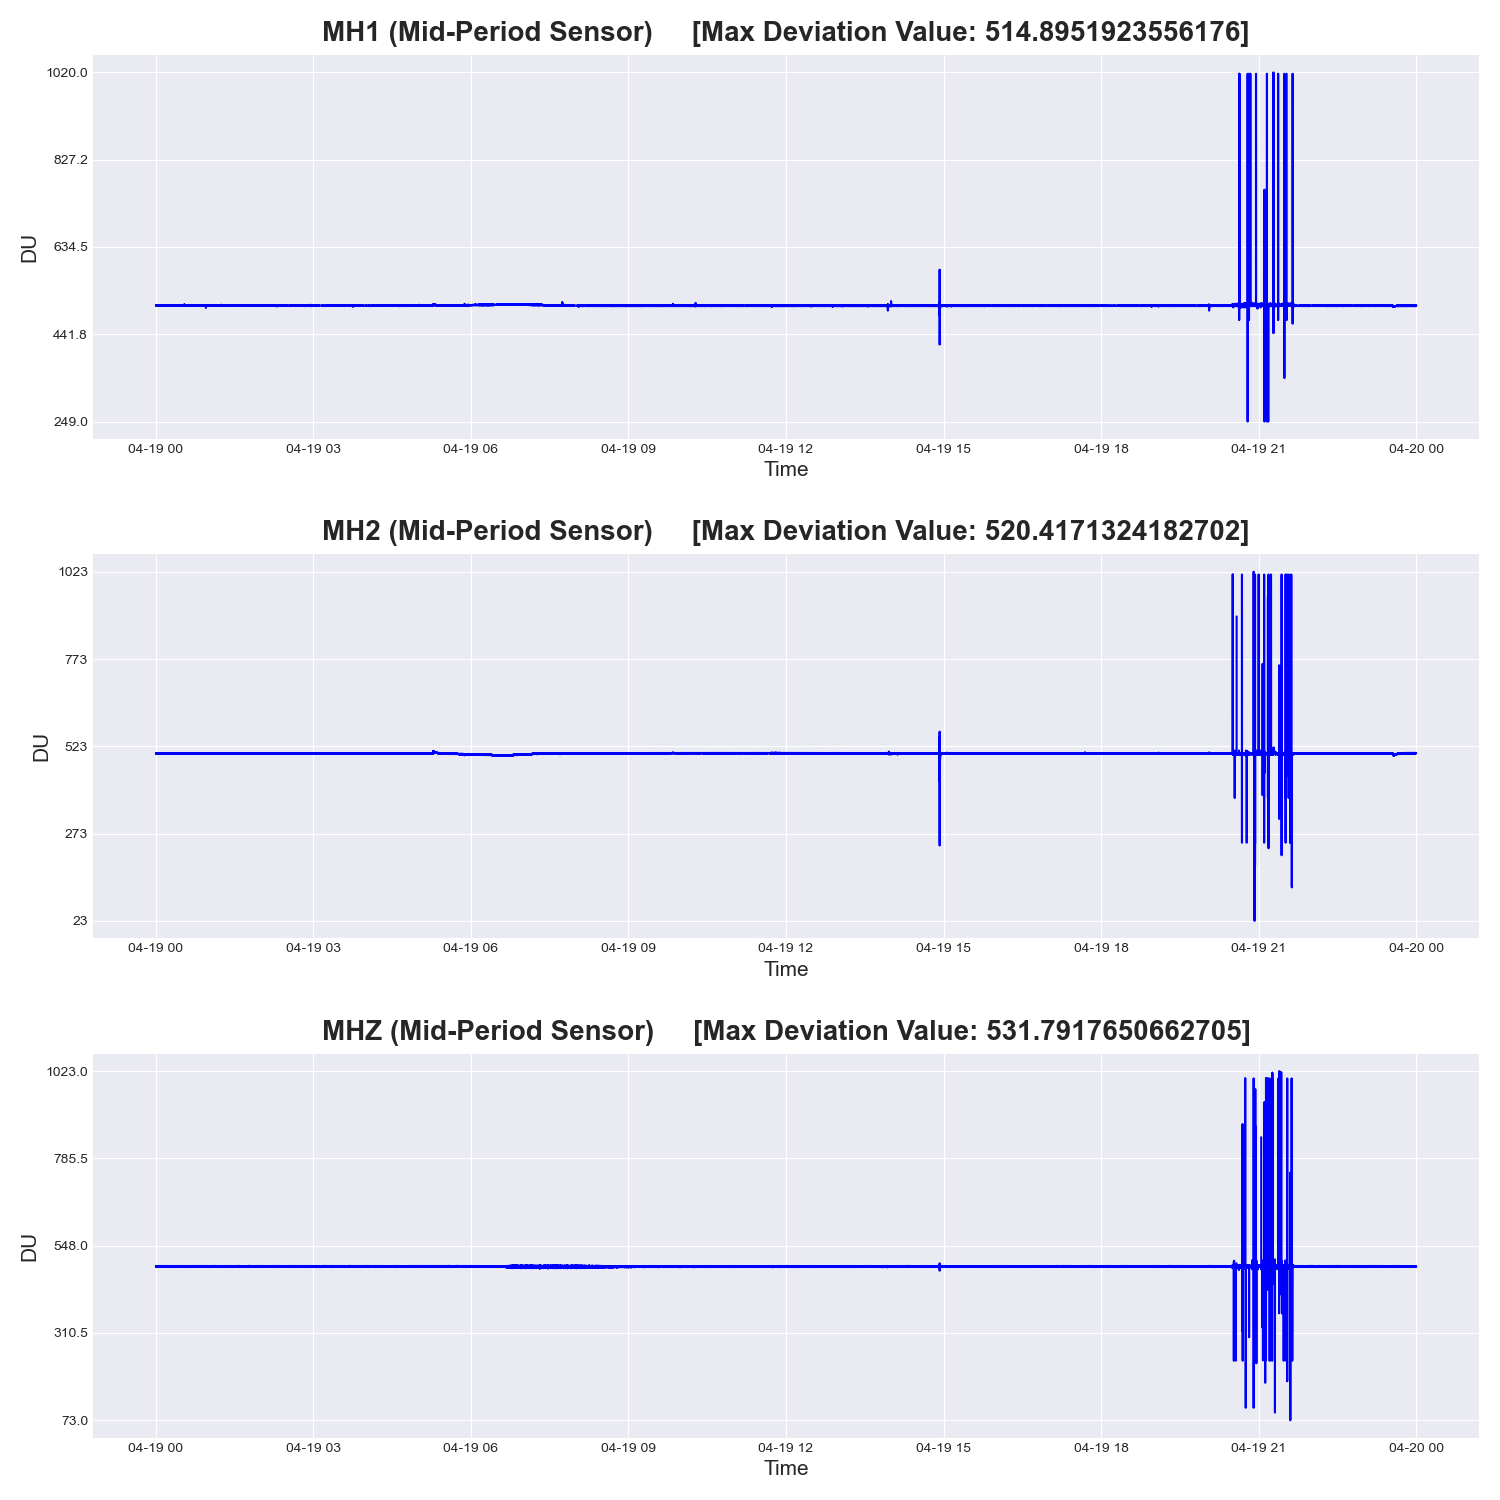 MH1 (Mid-Period Sensor) [Max Deviation Value: 514.8951923556176]
1020.0
827.2
634.5
441.8
249.0
DU
04-19 00 04-19 03 04-19 06 04-19 09 04-19 12 04-19 15 04-19 18 04-19 21 04-20 00
Time
MH2 (Mid-Period Sensor) [Max Deviation Value: 520.4171324182702]
1023
773
523
273
23
DU
04-19 00 04-19 03 04-19 06 04-19 09 04-19 12 04-19 15 04-19 18 04-19 21 04-20 00
Time
MHZ (Mid-Period Sensor) [Max Deviation Value: 531.7917650662705]
1023.0
785.5
548.0
310.5
73.0
DU
04-19 00 04-19 03 04-19 06 04-19 09 04-19 12 04-19 15 04-19 18 04-19 21 04-20 00
Time